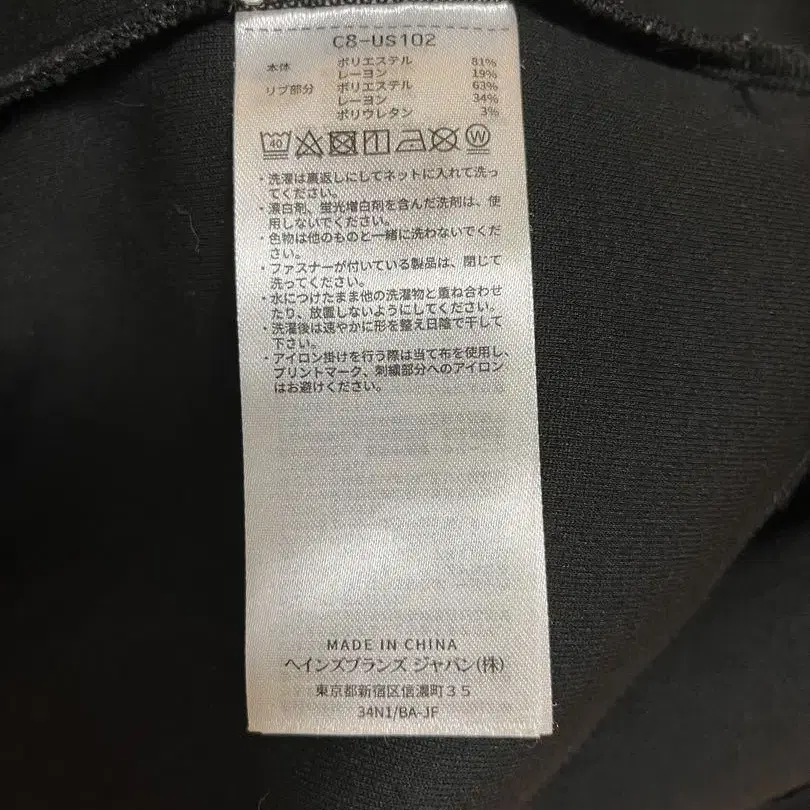 C8-US102
本体 ポリエステル 81%
レーヨン 19%
リブ部分 ポリエステル 63%
レーヨン 34%
ポリウレタン 3%
40 W
・洗濯は裏返しにしてネットに入れて洗っ
てください。
・漂白剤、蛍光増白剤を含んだ洗剤は、使
用しないでください。
・色物は他のものと一緒に洗わないでくだ
さい。
・ファスナーが付いている製品は、閉じて
洗ってください。
・水につけたまま他の洗濯物と重ね合わせ
たり、放置しないようにしてください。
・洗濯後は速やかに形を整え日陰で干して
下さい。
・アイロン掛けを行う際は当て布を使用し、
プリントマーク、刺繍部分へのアイロン
はお避けください。
MADE IN CHINA
ヘインズブランズ ジャパン(株)
東京都新宿区信濃町35
34N1/BA-JF